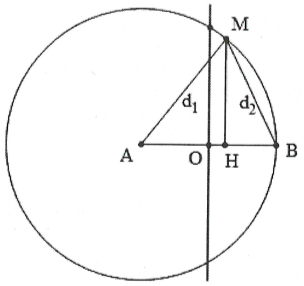 M
d₁ d₂
A O H B